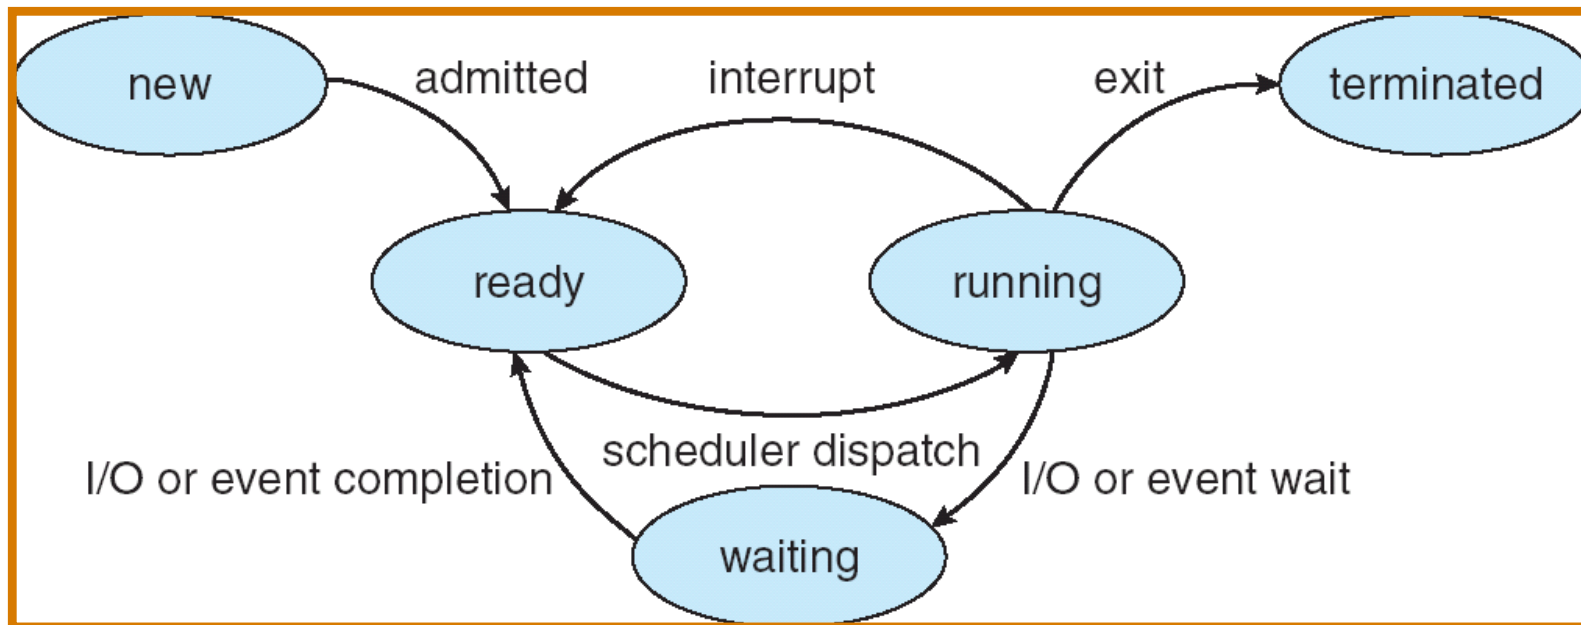 new
admitted
interrupt
exit
terminated
ready
running
scheduler dispatch
I/O or event completion
I/O or event wait
waiting